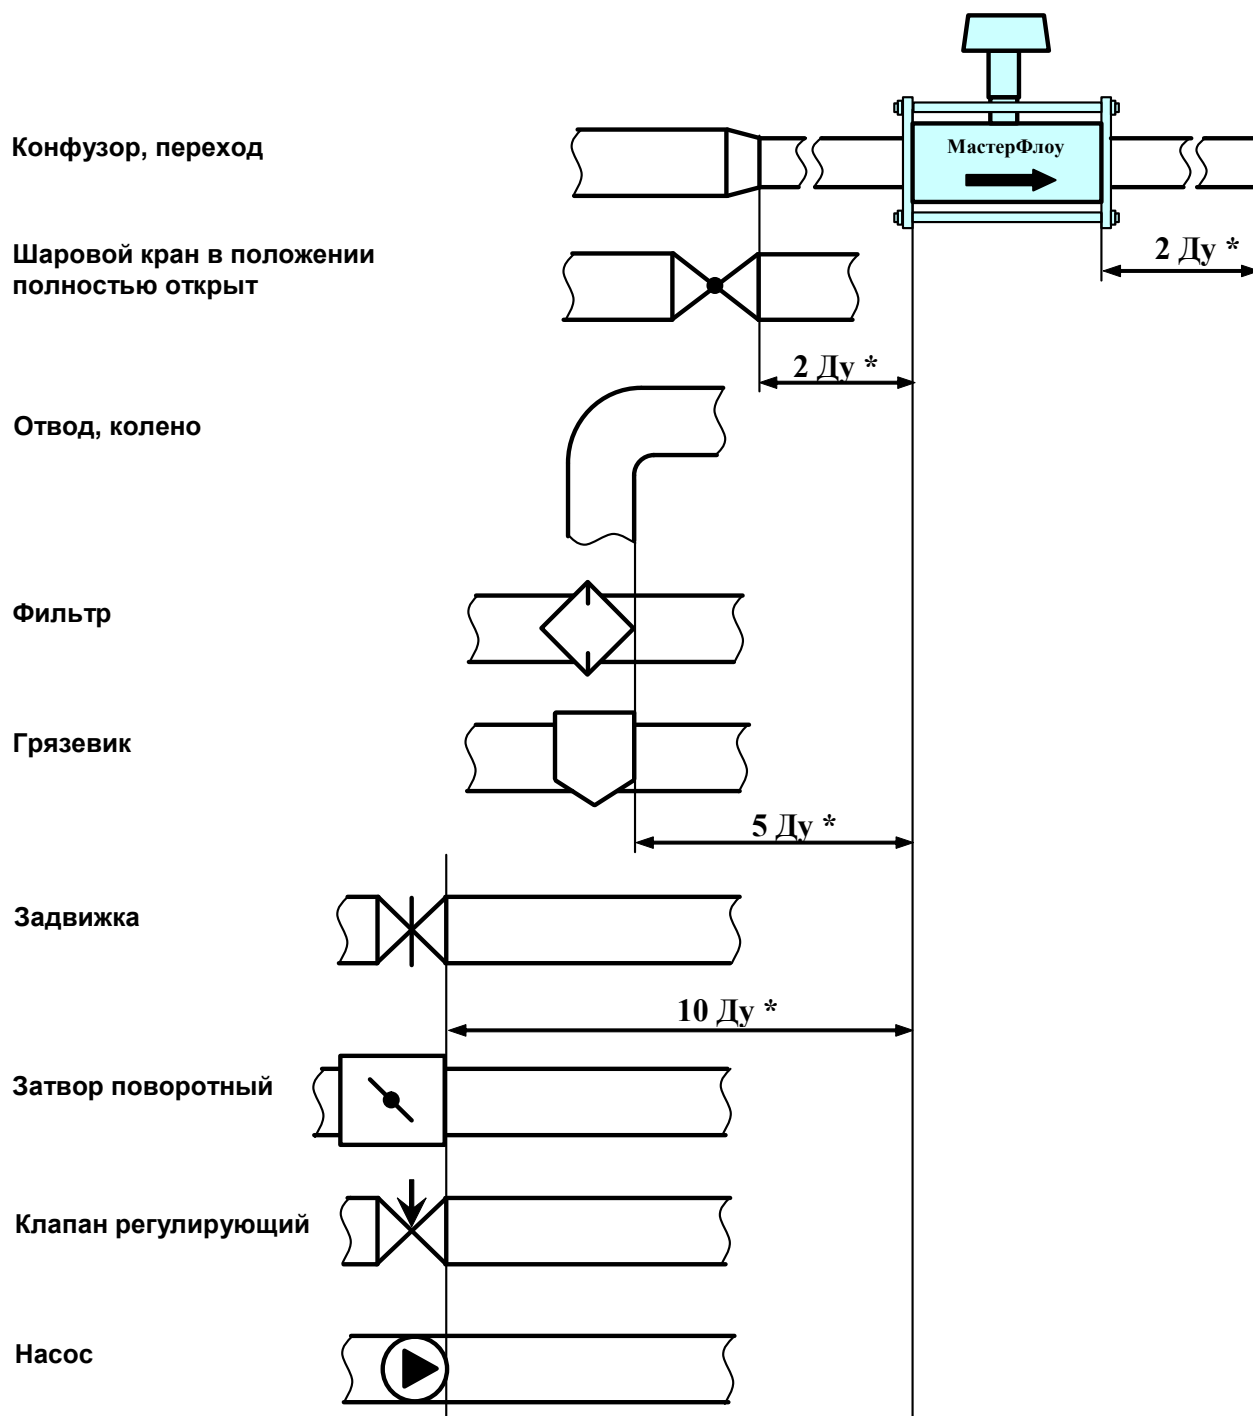 Конфузор, переход
МастерФлоу
Шаровой кран в положении
полностью открыт
2 Ду *
2 Ду *
Отвод, колено
Фильтр
Грязевик
5 Ду *
Задвижка
10 Ду *
Затвор поворотный
Клапан регулирующий
Насос